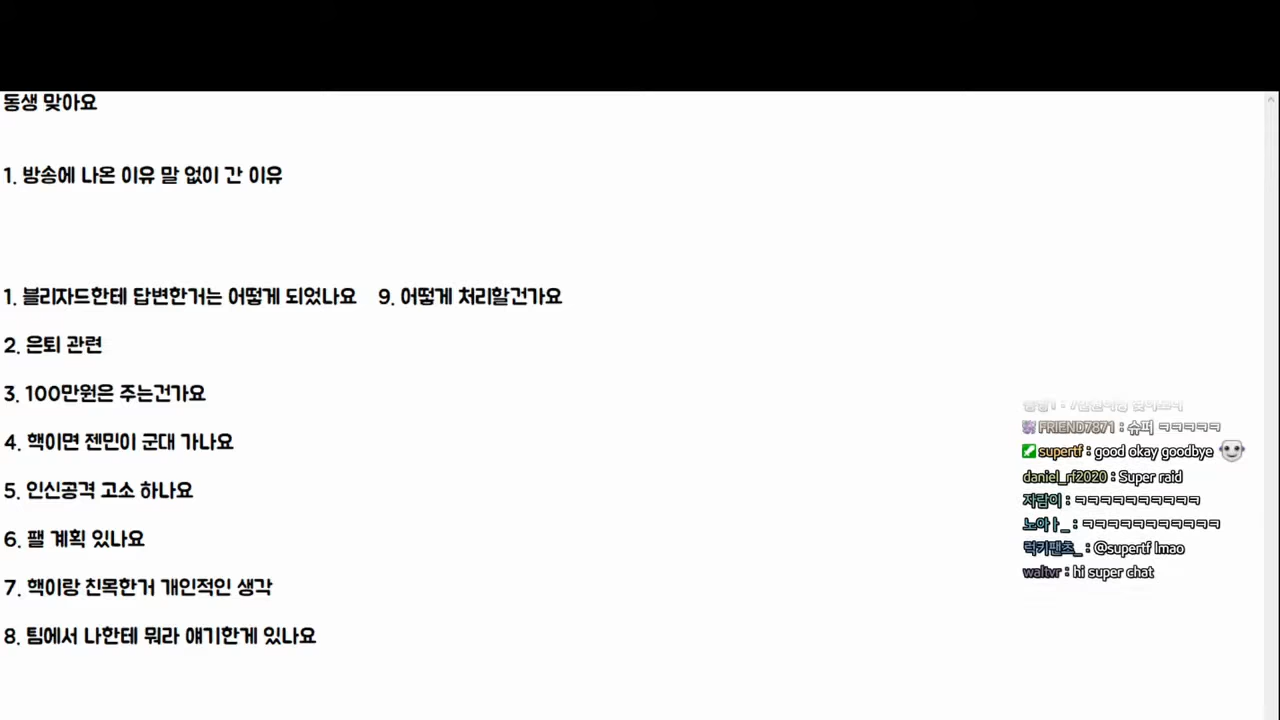 동생 맞아요
1. 방송에 나온 이유 말 없이 간 이유
1. 블리자드한테 답변한거는 어떻게 되었나요 9. 어떻게 처리할건가요
2. 은퇴 관련
3. 100만원은 주는건가요
4. 핵이면 젠민이 군대 가나요
5. 인신공격 고소 하나요
6. 팰 계획 있나요
7. 핵이랑 친목한거 개인적인 생각
8. 팀에서 나한테 뭐라 얘기한게 있나요
FRIEND7871 : 슈퍼 ㅋㅋㅋㅋㅋ
supertf : good okay goodbye
daniel_rf2020 : Super raid
쟈람이 : ㅋㅋㅋㅋㅋㅋㅋㅋㅋㅋ
노아ㅏ_ : ㅋㅋㅋㅋㅋㅋㅋㅋㅋㅋㅋ
럭키팬츠_ : @supertf lmao
waltvr : hi super chat